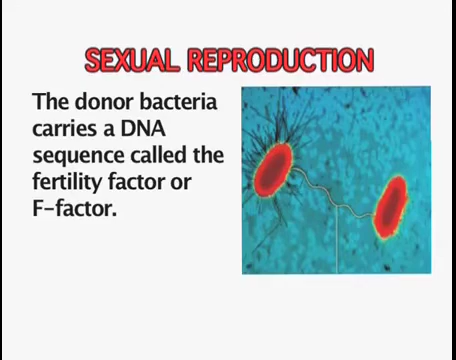 SEXUAL REPRODUCTION
The donor bacteria
carries a DNA
sequence called the
fertility factor or
F-factor.